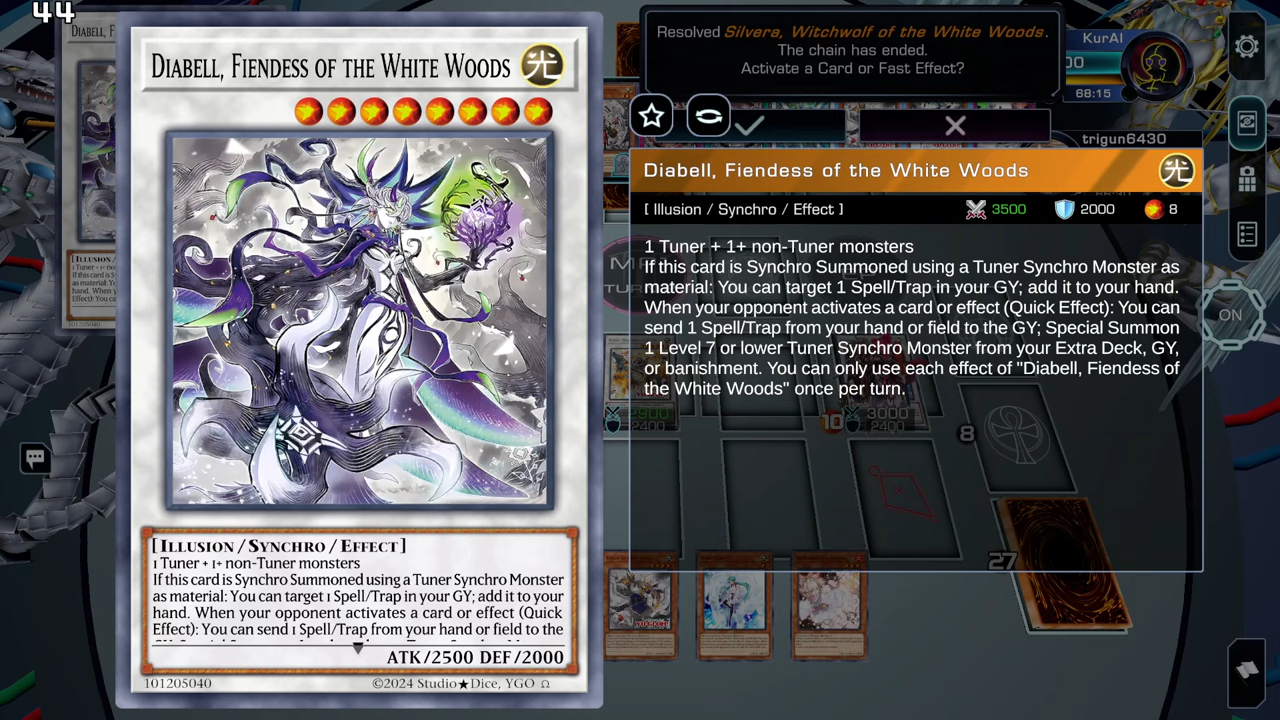 44
DIABELL, FIENDESS OF THE WHITE WOODS
光
[ILLUSION/SYNCHRO/EFFECT]
1 Tuner + 1+ non-Tuner monsters
If this card is Synchro Summoned using a Tuner Synchro Monster
as material: You can target 1 Spell/Trap in your GY; add it to your
hand. When your opponent activates a card or effect (Quick
Effect): You can send 1 Spell/Trap from your hand or field to the
ATK/2500 DEF/2000
101205040
©2024 Studio★Dice, YGO Ω
Resolved Silvera, Witchwolf of the White Woods.
The chain has ended.
Activate a Card or Fast Effect?
KurAI
00
68:15
trigun6430
Diabell, Fiendess of the White Woods
光
[ Illusion / Synchro / Effect ]
3500
2000
8
1 Tuner + 1+ non-Tuner monsters
If this card is Synchro Summoned using a Tuner Synchro Monster as
material: You can target 1 Spell/Trap in your GY; add it to your hand.
When your opponent activates a card or effect (Quick Effect): You can
send 1 Spell/Trap from your hand or field to the GY; Special Summon
1 Level 7 or lower Tuner Synchro Monster from your Extra Deck, GY,
or banishment. You can only use each effect of "Diabell, Fiendess of
the White Woods" once per turn.
ON
2900
2400
10
3000
2400
8
27
101205040